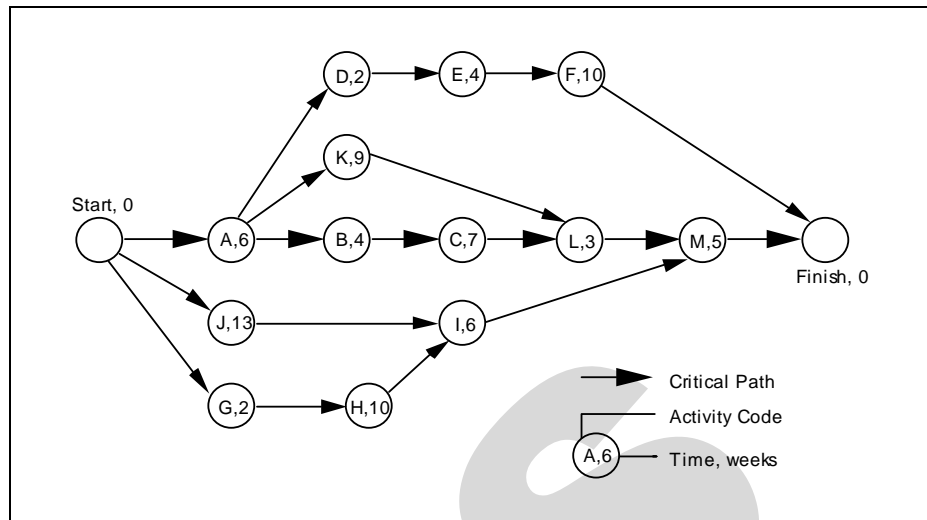 D,2
E,4
F,10
K,9
Start, 0
A,6
B,4
C,7
L,3
M,5
Finish, 0
J,13
I,6
G,2
H,10
Critical Path
Activity Code
A,6
Time, weeks